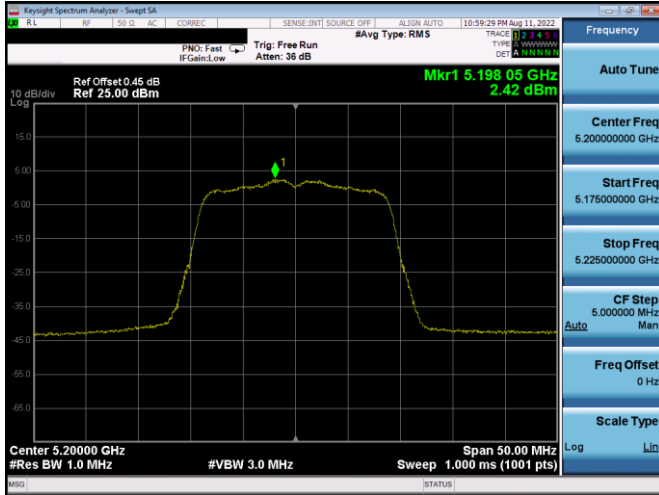 Keysight Spectrum Analyzer - Swept SA
RL RF 50 Ω AC CORREC SENSE:INT SOURCE OFF ALIGN AUTO 10:59:29 PM Aug 11, 2022
#Avg Type: RMS
TRACE 1 2 3 4 5 6
PNO: Fast Trig: Free Run TYPE A WWWWW
IFGain:Low Atten: 36 dB DET A N N N N N
Ref Offset 0.45 dB Mkr1 5.198 05 GHz
10 dB/div Ref 25.00 dBm 2.42 dBm
Log
1
15.0
5.00
-5.00
-15.0
-25.0
-35.0
-45.0
-55.0
-65.0
Center 5.20000 GHz Span 50.00 MHz
#Res BW 1.0 MHz #VBW 3.0 MHz Sweep 1.000 ms (1001 pts)
MSG STATUS
Frequency
Auto Tune
Center Freq
5.200000000 GHz
Start Freq
5.175000000 GHz
Stop Freq
5.225000000 GHz
CF Step
5.000000 MHz
Auto Man
Freq Offset
0 Hz
Scale Type
Log Lin